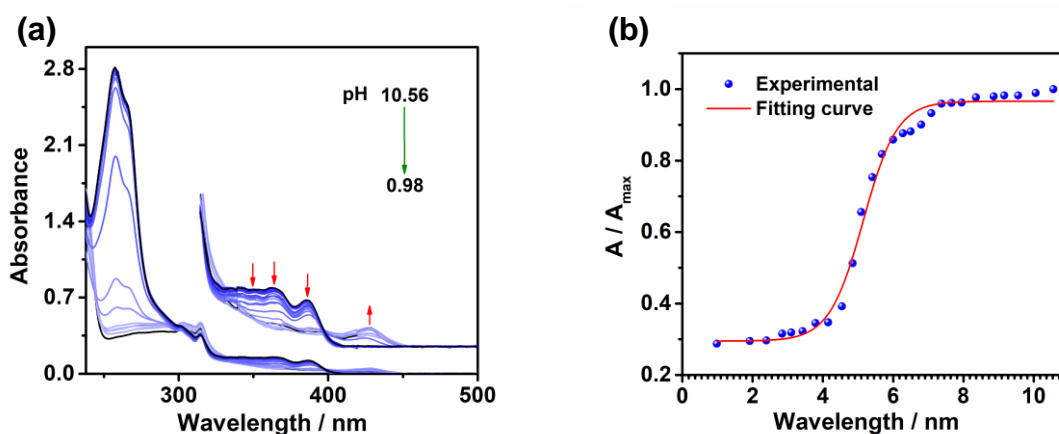 (a)
2.8
2.1
1.4
0.7
0.0
Absorbance
pH 10.56
0.98
300
400
500
Wavelength / nm
(b)
1.0
0.8
0.6
0.4
0.2
A / Amax
Experimental
Fitting curve
0
2
4
6
8
10
Wavelength / nm